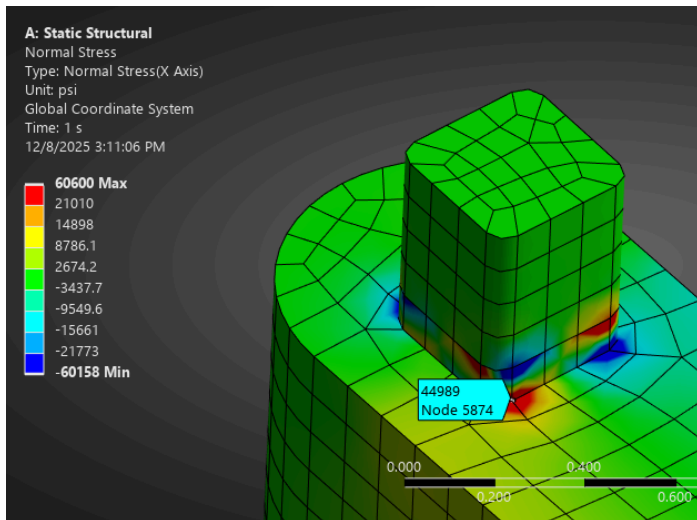 A: Static Structural
Normal Stress
Type: Normal Stress(X Axis)
Unit: psi
Global Coordinate System
Time: 1 s
12/8/2025 3:11:06 PM
60600 Max
21010
14898
8786.1
2674.2
-3437.7
-9549.6
-15661
-21773
-60158 Min
44989
Node 5874
0.000
0.400
0.200
0.600